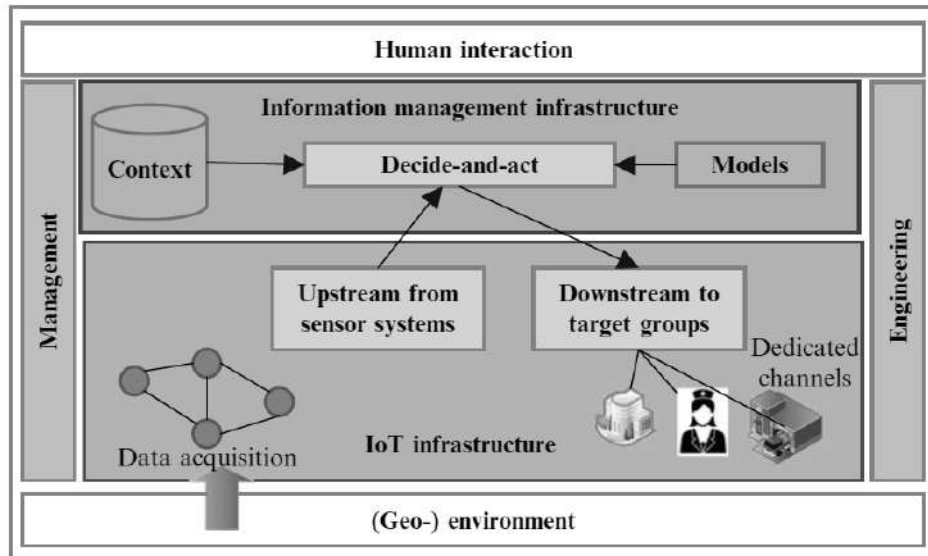 Human interaction
Management
Information management infrastructure
Context
Decide-and-act
Models
Engineering
Upstream from
sensor systems
Downstream to
target groups
Dedicated
channels
Data acquisition
IoT infrastructure
(Geo-) environment